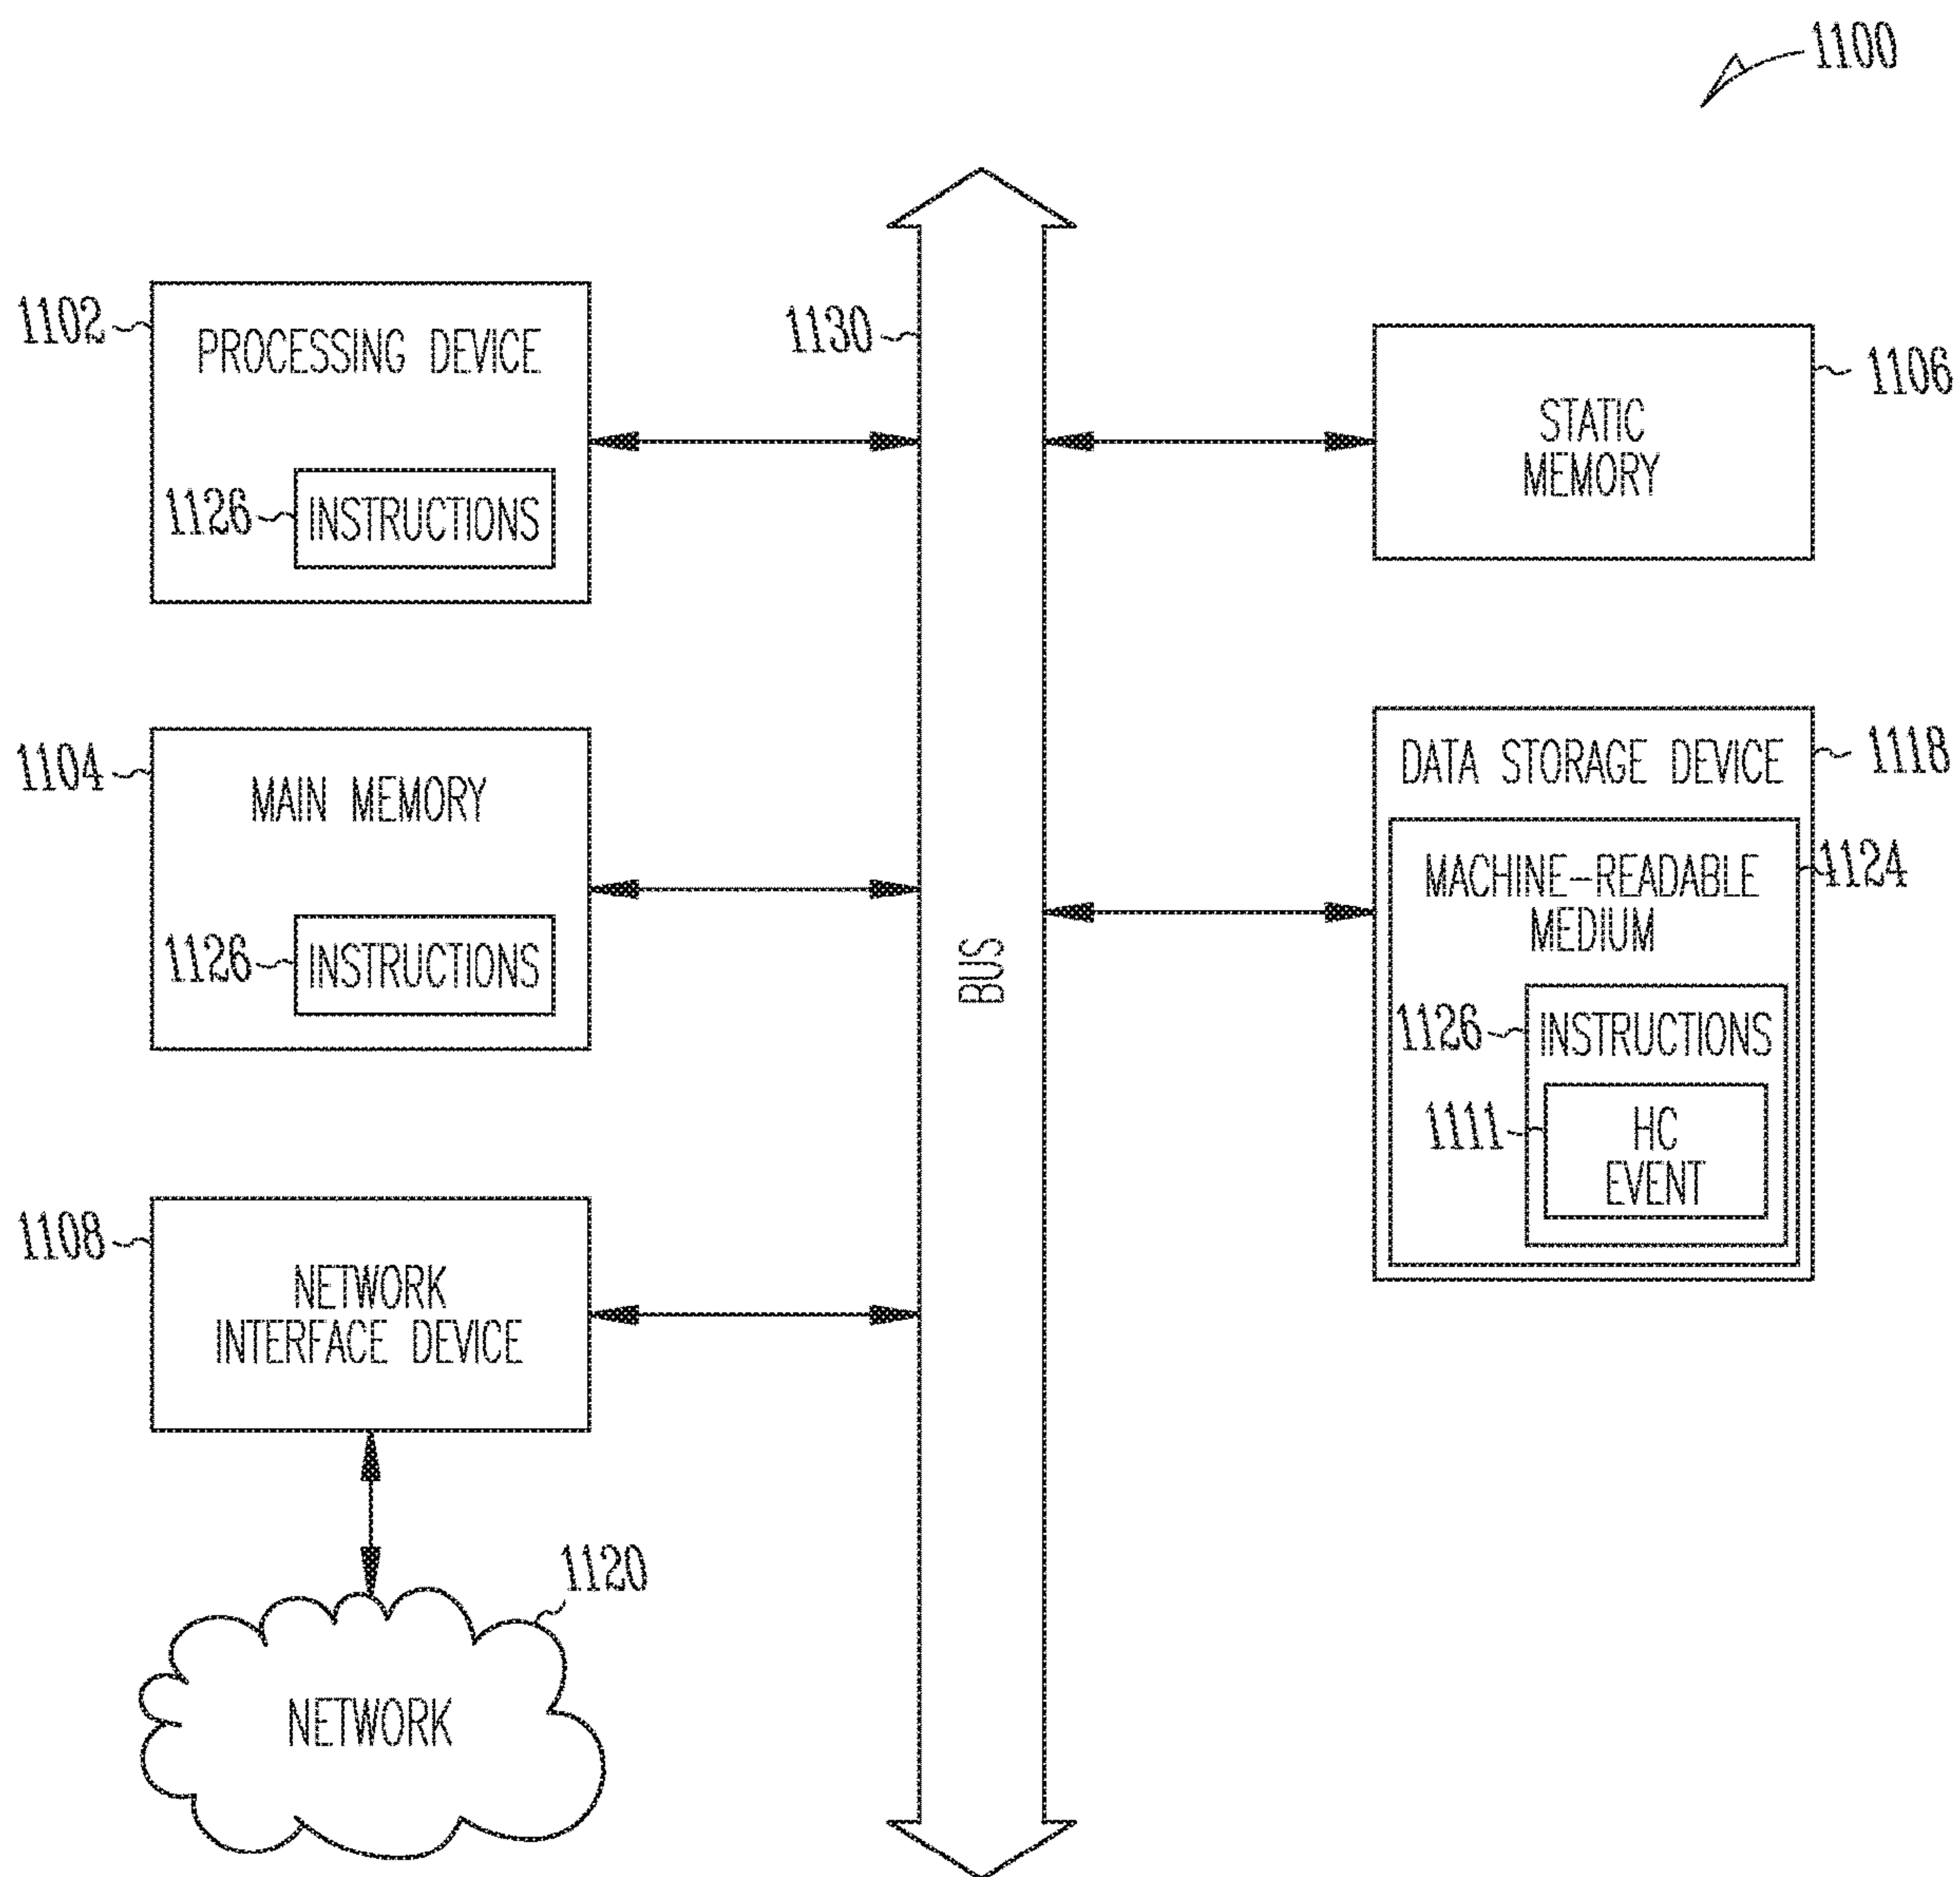 1100
1102
PROCESSING DEVICE
1126
INSTRUCTIONS
1130
BUS
STATIC
MEMORY
1106
1104
MAIN MEMORY
1126
INSTRUCTIONS
DATA STORAGE DEVICE
1118
MACHINE-READABLE
MEDIUM
1124
1126
INSTRUCTIONS
1111
HC
EVENT
1108
NETWORK
INTERFACE DEVICE
1120
NETWORK